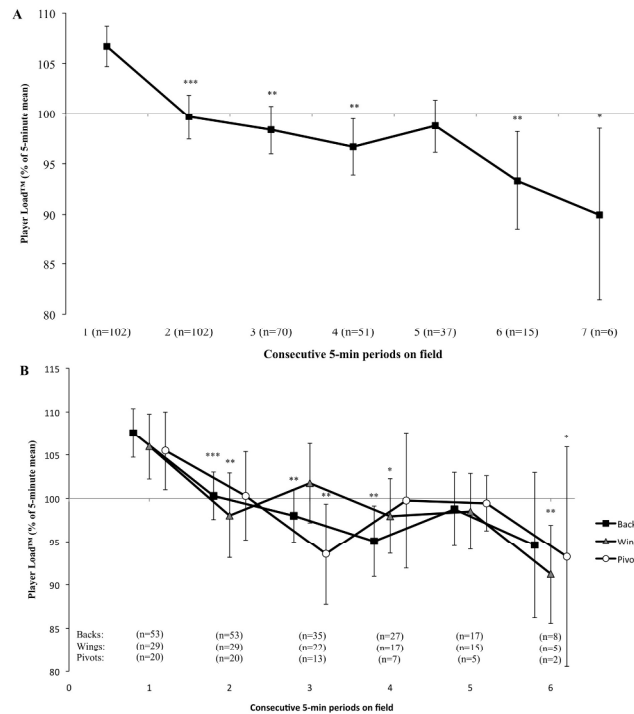 A
Player Load™ (% of 5-minute mean)
110
105
100
95
90
85
80
***
**
**
**
*
1 (n=102) 2 (n=102) 3 (n=70) 4 (n=51) 5 (n=37) 6 (n=15) 7 (n=6)
Consecutive 5-min periods on field
B
Player Load™ (% of 5-minute mean)
115
110
105
100
95
90
85
80
*** ** ** ** ** * ** *
Back
Win
Pivo
Backs: (n=53) (n=53) (n=35) (n=27) (n=17) (n=8)
Wings: (n=29) (n=29) (n=22) (n=17) (n=15) (n=5)
Pivots: (n=20) (n=20) (n=13) (n=7) (n=5) (n=2)
0 1 2 3 4 5 6
Consecutive 5-min periods on field